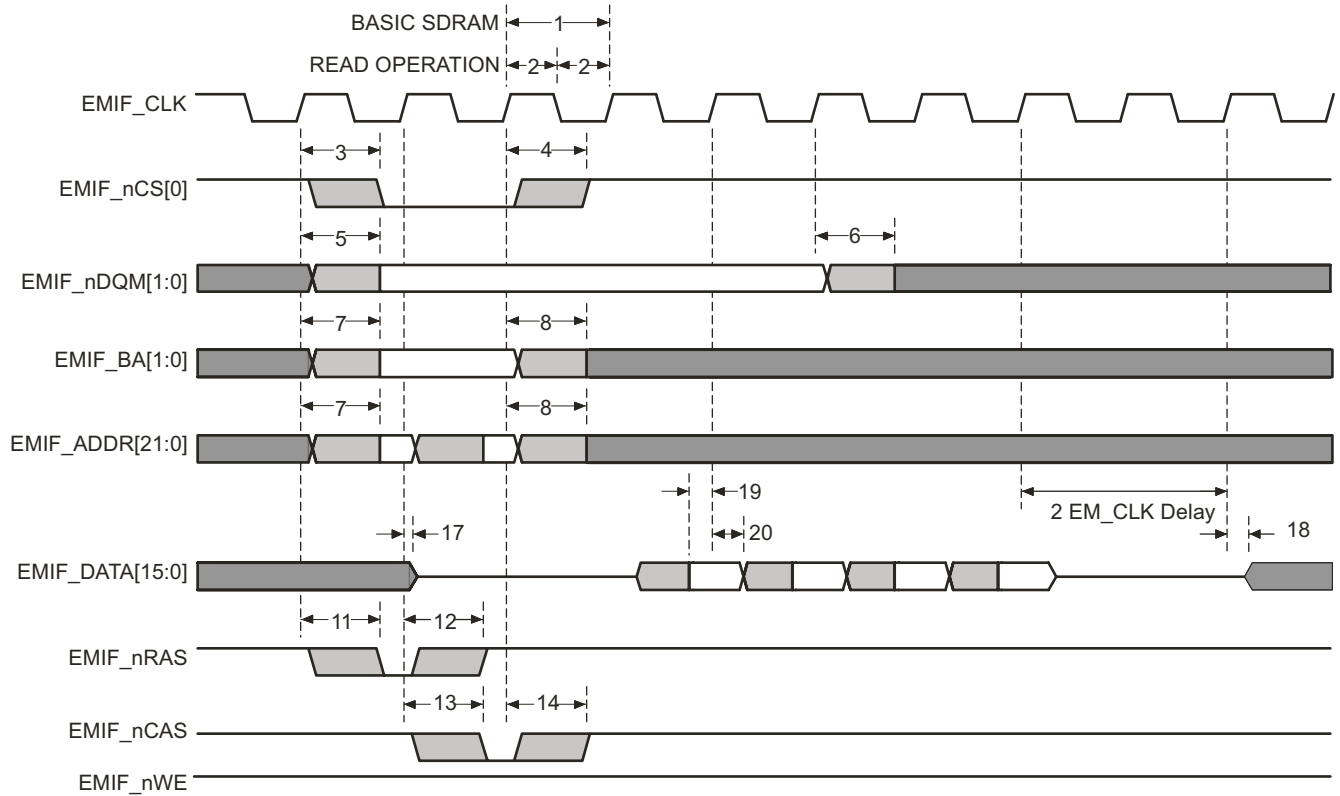 BASIC SDRAM 1
READ OPERATION 2 2
EMIF_CLK
3 4
EMIF_nCS[0]
5 6
EMIF_nDQM[1:0]
7 8
EMIF_BA[1:0]
7 8
EMIF_ADDR[21:0]
19
2 EM_CLK Delay
17 20 18
EMIF_DATA[15:0]
11 12
EMIF_nRAS
13 14
EMIF_nCAS
EMIF_nWE